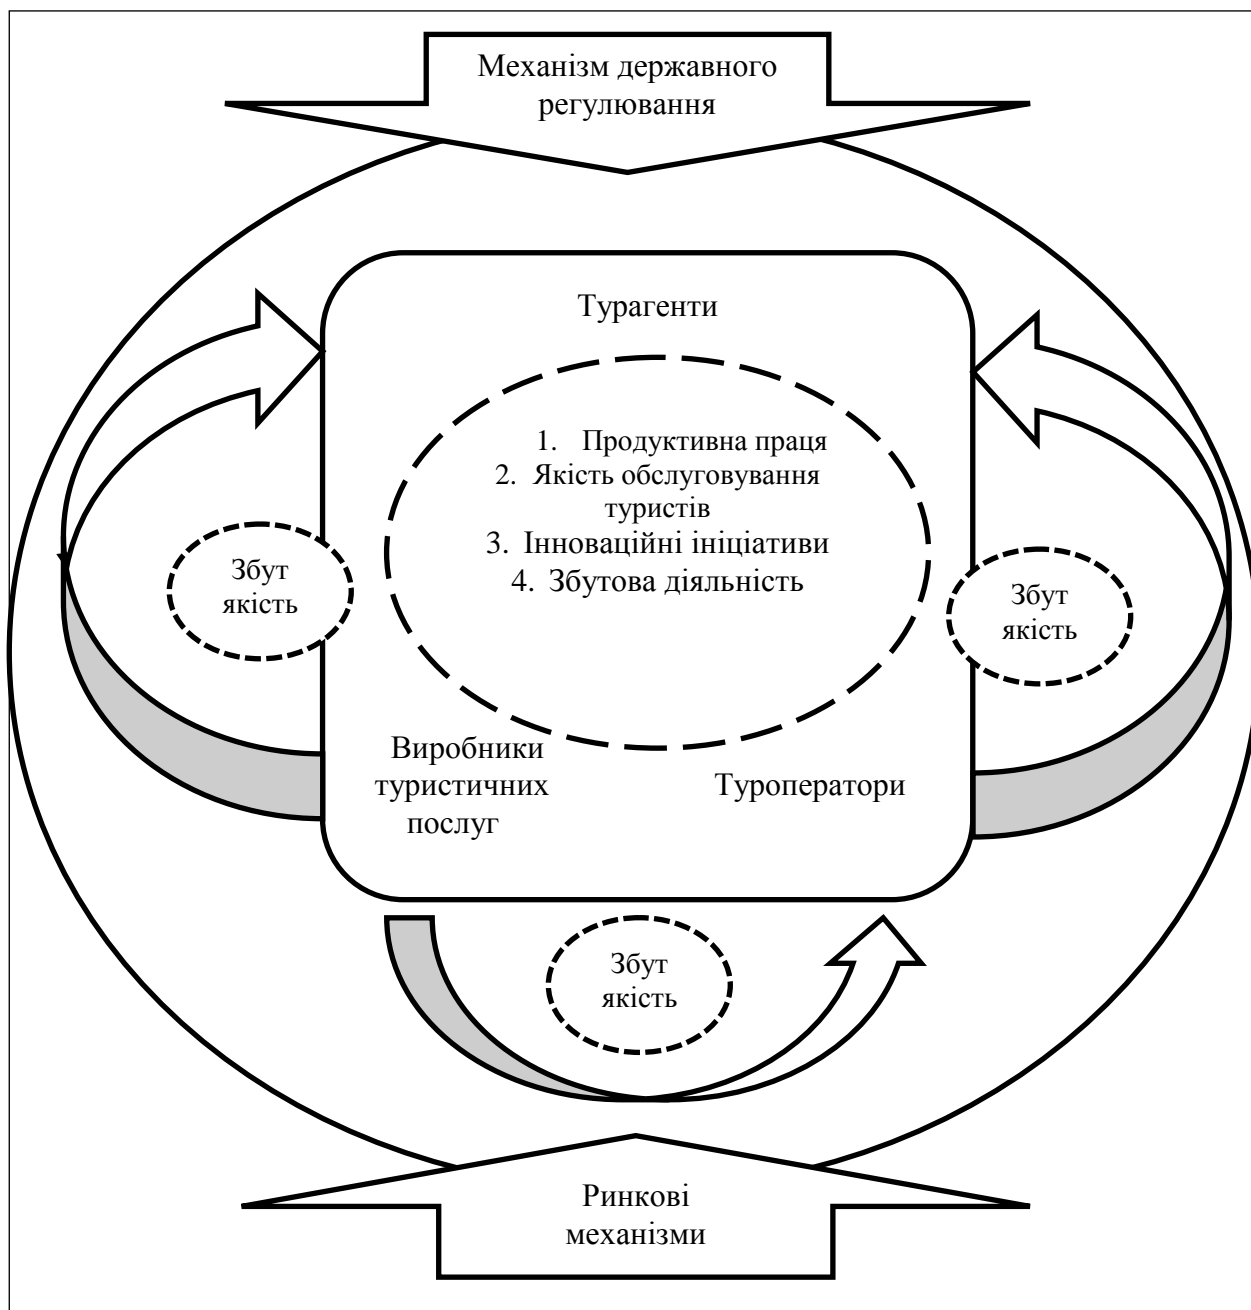 Механізм державного
регулювання
Турагенти
1. Продуктивна праця
2. Якість обслуговування
туристів
3. Інноваційні ініціативи
4. Збутова діяльність
Збут
якість
Збут
якість
Виробники
туристичних
послуг
Туроператори
Збут
якість
Ринкові
механізми